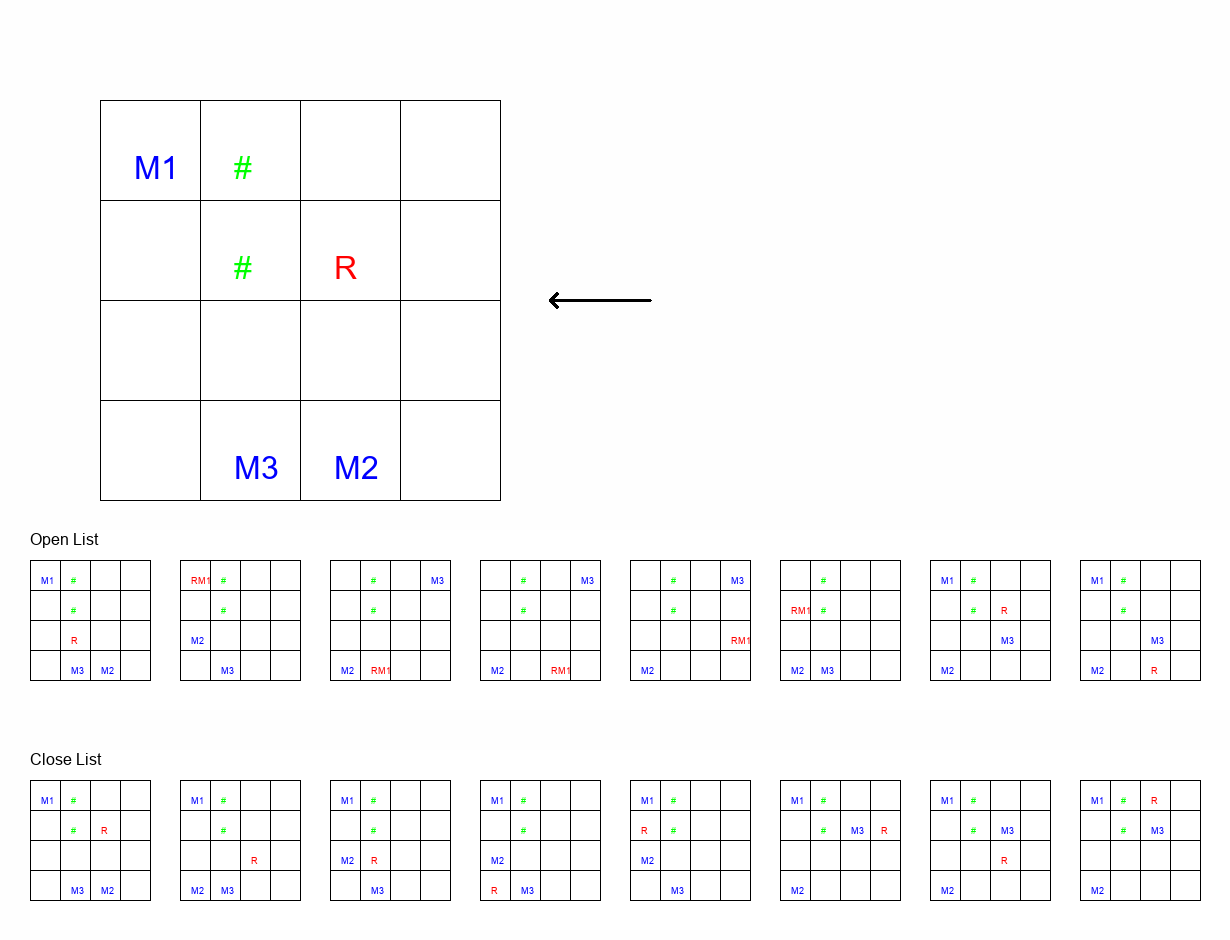 M1 #
# R
M3 M2
Open List
M1 # RM1 # # M3 # M3 # M3 # M1 # M1 #
# # # # # RM1 # # R #
R M2 RM1 M3 M3
M3 M2 M3 M2 RM1 M2 RM1 M2 M2 M3 M2 M2 R
Close List
M1 # M1 # M1 # M1 # M1 # M1 # M1 # M1 # R
# R # # # R # # M3 R # M3 # M3
R M2 R M2 M2 R
M3 M2 M2 M3 M3 R M3 M3 M2 M2 M2